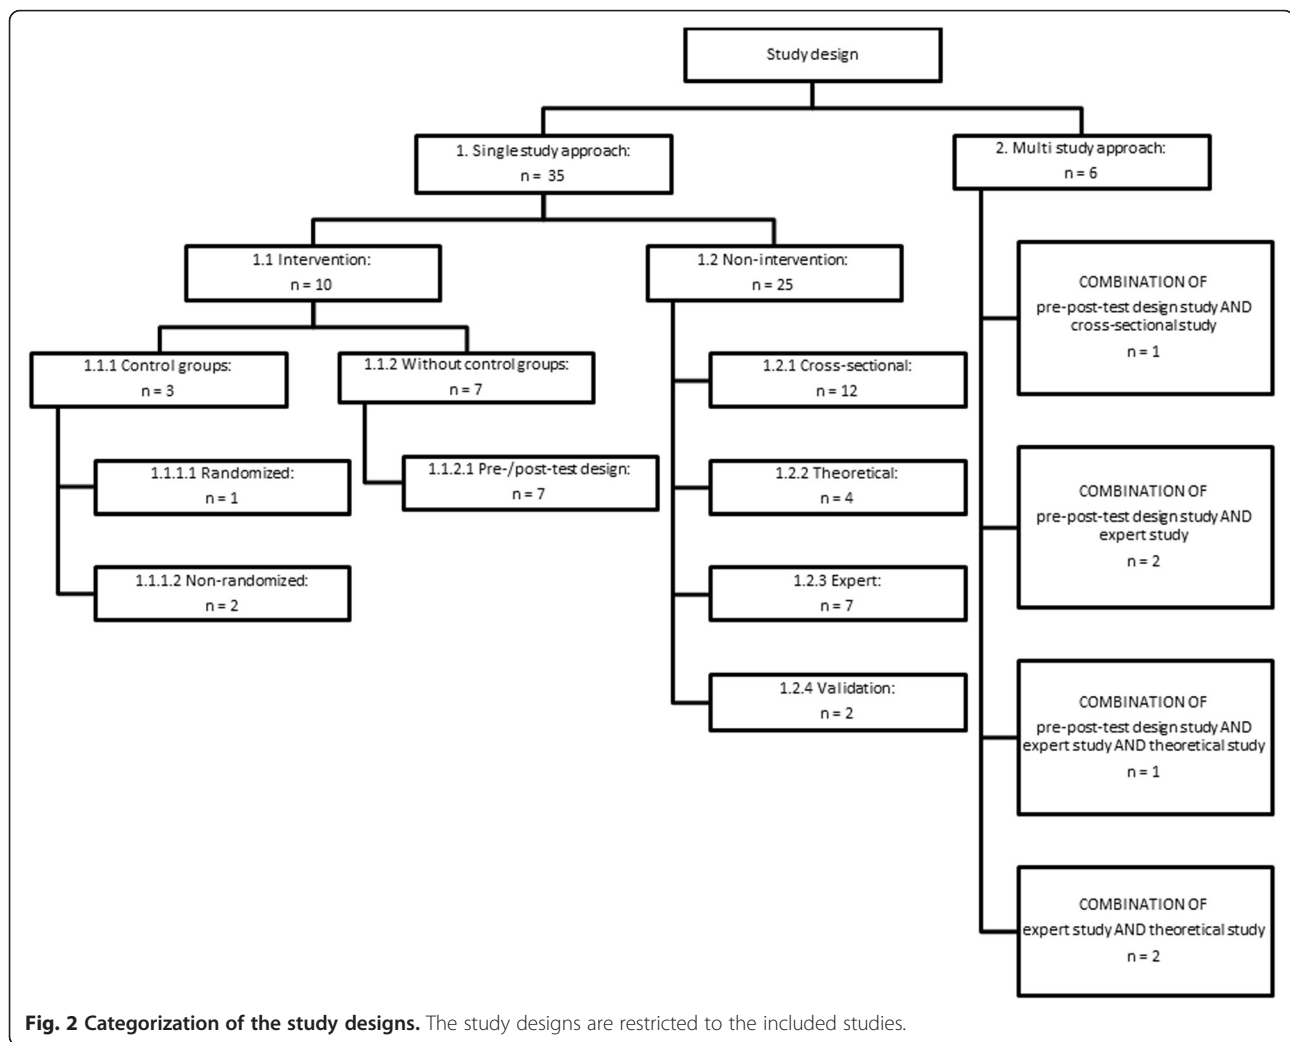 Study design
1. Single study approach:
n = 35
2. Multi study approach:
n = 6
1.1 Intervention:
n = 10
1.2 Non-intervention:
n = 25
1.1.1 Control groups:
n = 3
1.1.2 Without control groups:
n = 7
1.1.1.1 Randomized:
n = 1
1.1.1.2 Non-randomized:
n = 2
1.1.2.1 Pre-/post-test design:
n = 7
1.2.1 Cross-sectional:
n = 12
1.2.2 Theoretical:
n = 4
1.2.3 Expert:
n = 7
1.2.4 Validation:
n = 2
COMBINATION OF
pre-post-test design study AND
cross-sectional study
n = 1
COMBINATION OF
pre-post-test design study AND
expert study
n = 2
COMBINATION OF
pre-post-test design study AND
expert study AND theoretical study
n = 1
COMBINATION OF
expert study AND theoretical study
n = 2
Fig. 2 Categorization of the study designs. The study designs are restricted to the included studies.